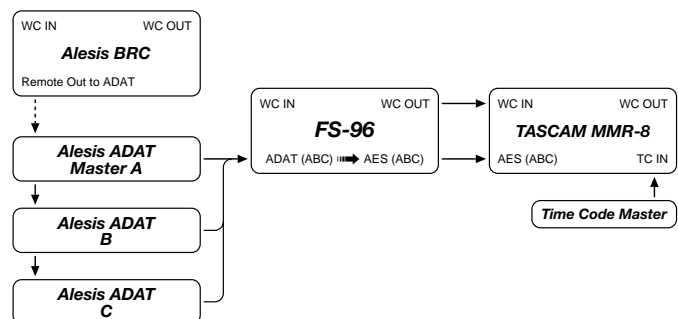 WC IN WC OUT
Alesis BRC
Remote Out to ADAT
Alesis ADAT
Master A
Alesis ADAT
B
Alesis ADAT
C
WC IN WC OUT
FS-96
ADAT (ABC) AES (ABC)
WC IN WC OUT
TASCAM MMR-8
AES (ABC) TC IN
Time Code Master